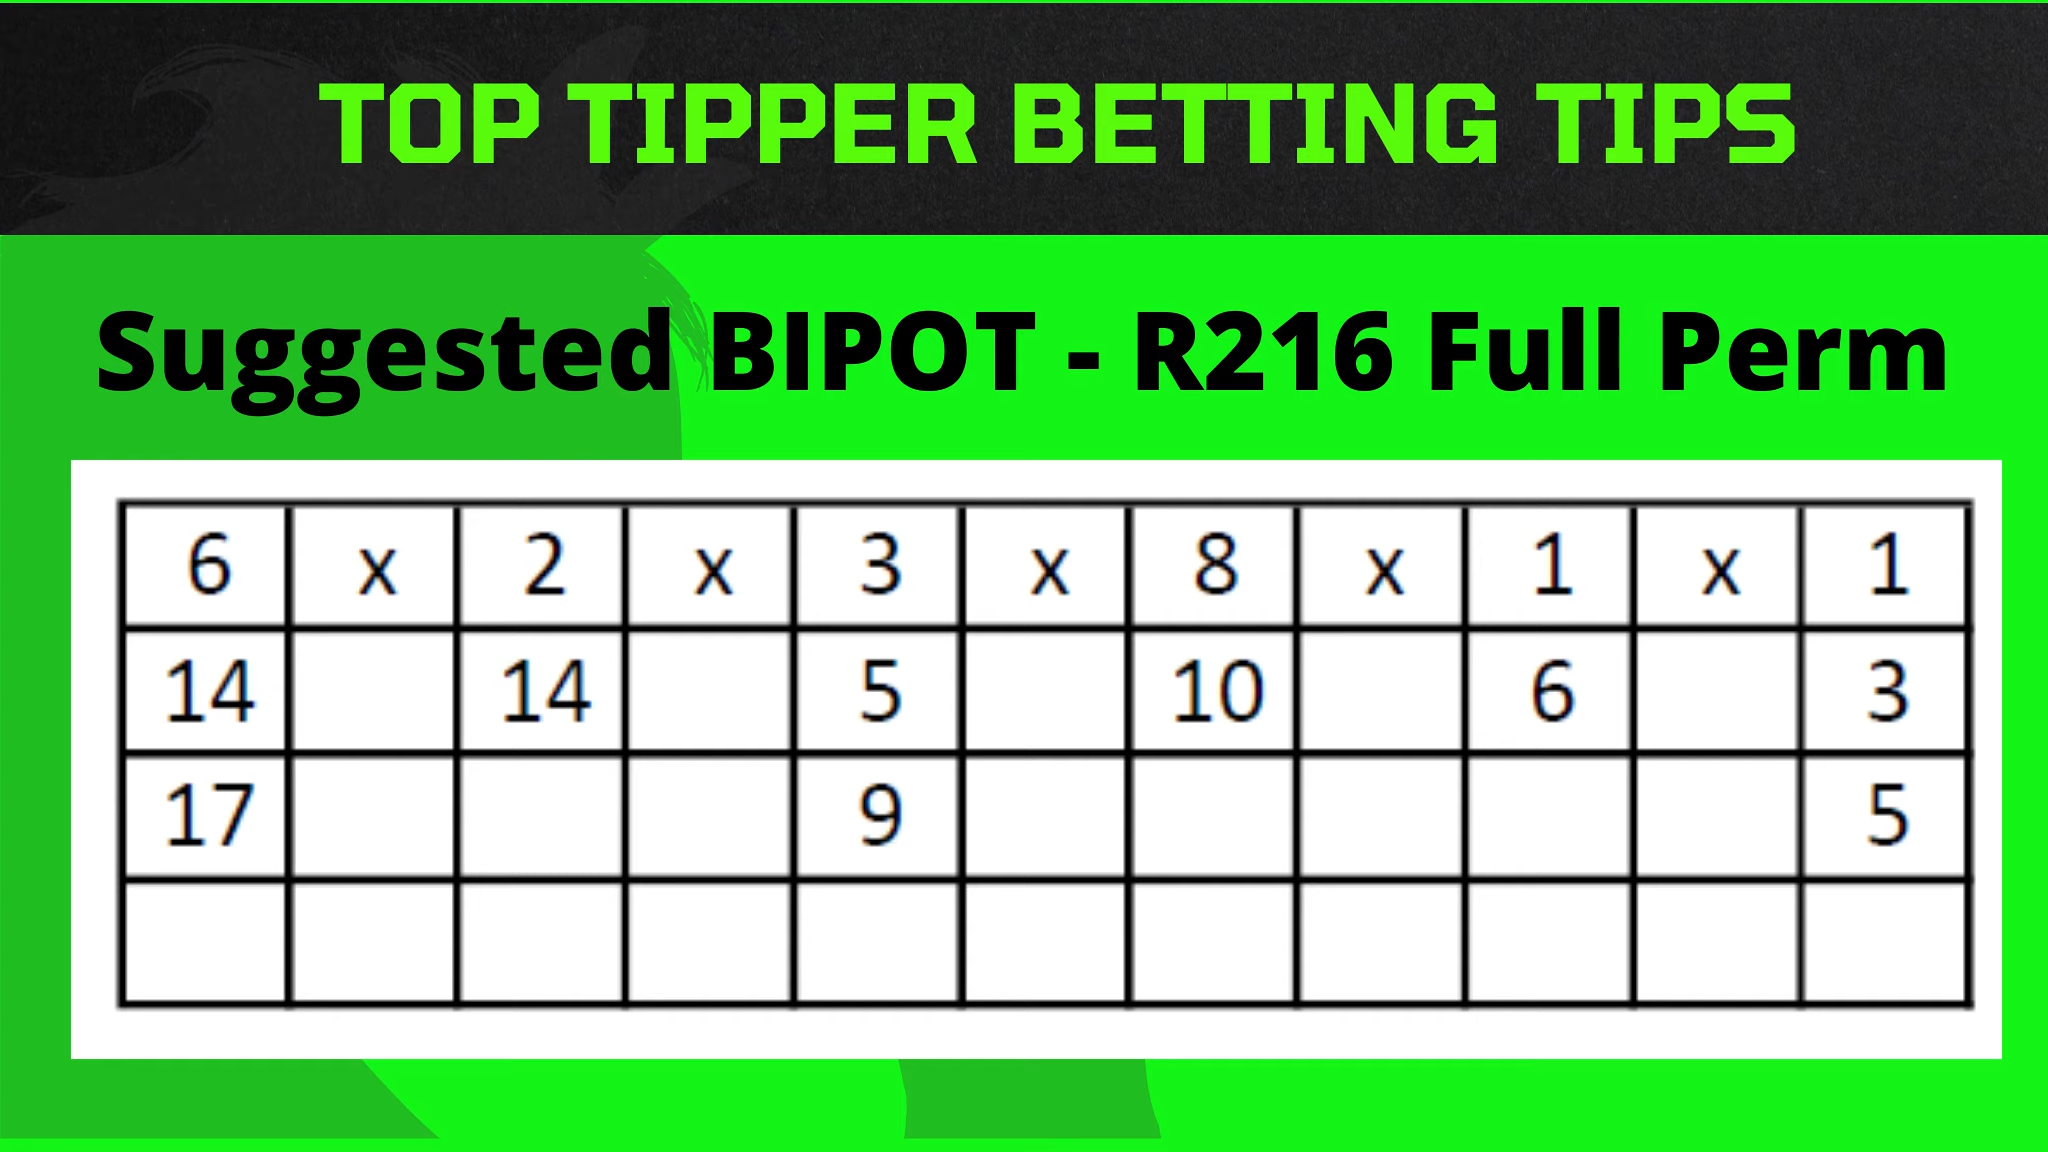 TOP TIPPER BETTING TIPS
Suggested BIPOT - R216 Full Perm
6 x 2 x 3 x 8 x 1 x 1
14 14 5 10 6 3
17 9 5